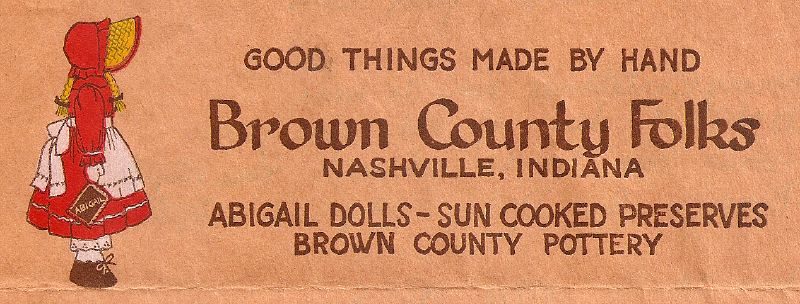 GOOD THINGS MADE BY HAND
Brown County Folks
NASHVILLE, INDIANA
ABIGAIL DOLLS - SUN COOKED PRESERVES
BROWN COUNTY POTTERY
ABIGAIL